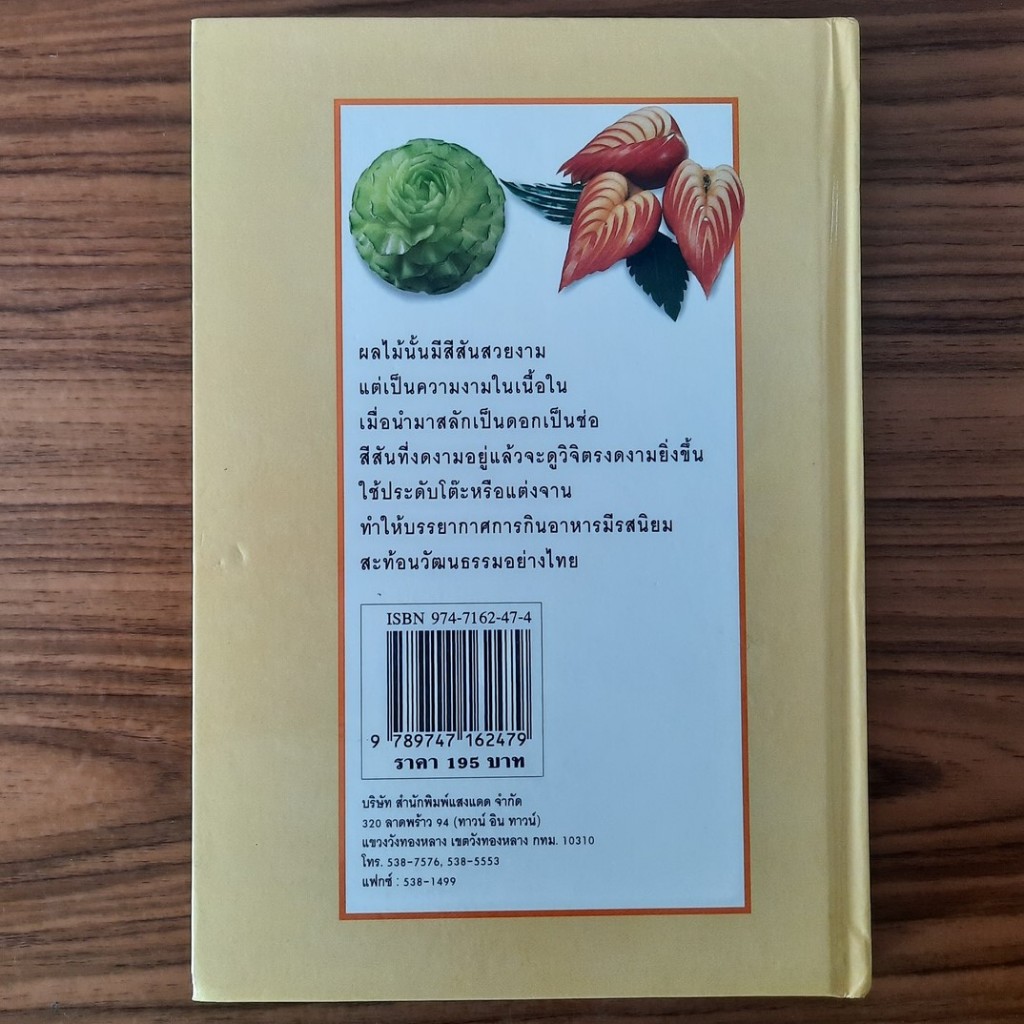 ผลไม้นั้นมีสีสันสวยงาม
แต่เป็นความงามในเนื้อใน
เมื่อนำมาสลักเป็นดอกเป็นช่อ
สีสันที่งดงามอยู่แล้วจะดูวิจิตรงดงามยิ่งขึ้น
ใช้ประดับโต๊ะหรือแต่งจาน
ทำให้บรรยากาศการกินอาหารมีรสนิยม
สะท้อนวัฒนธรรมอย่างไทย
ISBN 974-7162-47-4
9 789747 162479
ราคา 195 บาท
บริษัท สำนักพิมพ์แสงแดด จำกัด
320 ลาดพร้าว 94 (ทาวน์ อิน ทาวน์)
แขวงวังทองหลาง เขตวังทองหลาง กทม. 10310
โทร. 538-7576, 538-5553
แฟกซ์ : 538-1499